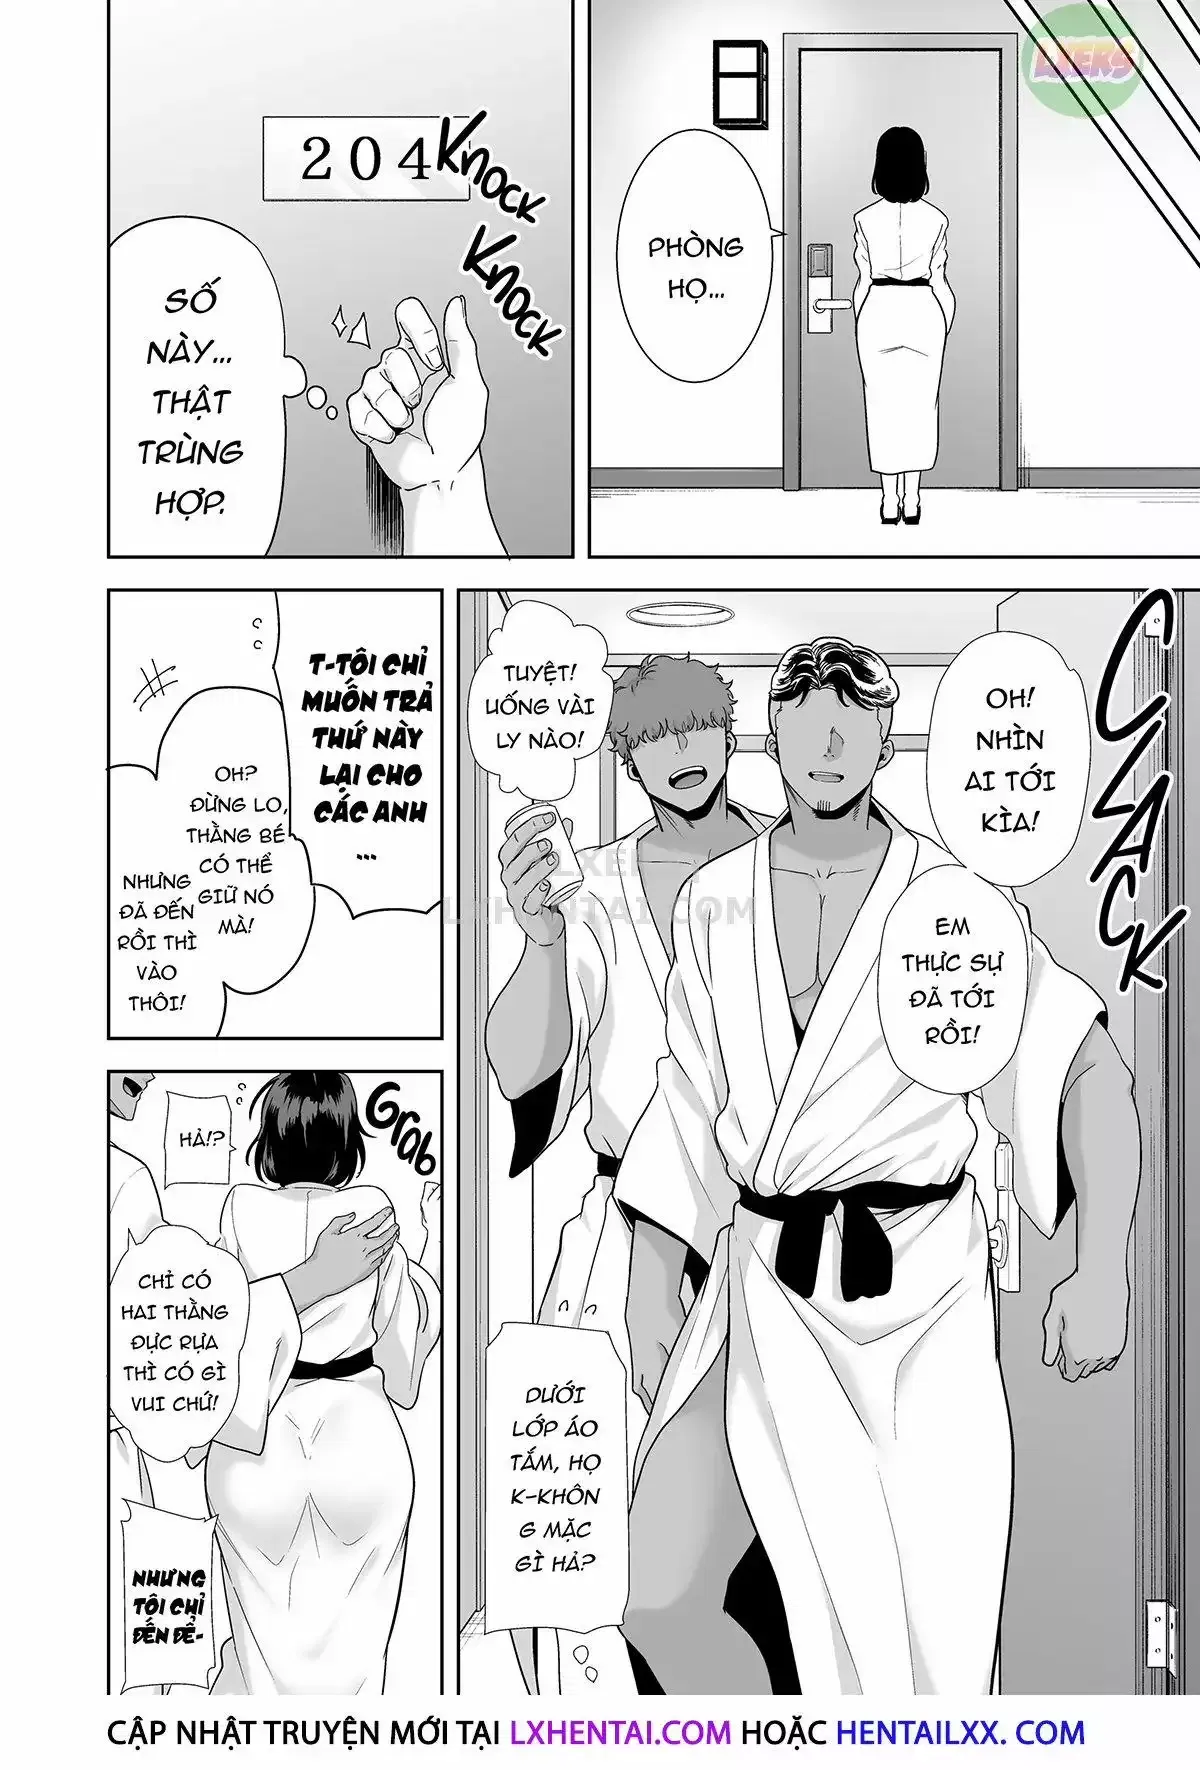 LXERS
PHÒNG
HỌ...
204
KNOCK
KNOCK
SỐ
NÀY...
THẬT
TRÙNG
HỢP.
CLACK
OH!
NHÌN
AI TỚI
KÌA!
TUYỆT!
UỐNG VÀI
LY NÀO!
EM
THỰC SỰ
ĐÃ TỚI
RỒI!
DƯỚI
LỚP ÁO
TẮM, HỌ
K-KHÔN
G MẶC
GÌ HẢ?
T-TÔI CHỈ
MUỐN TRẢ
THỨ NÀY
LẠI CHO
CÁC ANH
...
OH?
ĐỪNG LO,
THẰNG BÉ
CÓ THỂ
GIỮ NÓ
MÀ!
NHƯNG
ĐÃ ĐẾN
RỒI THÌ
VÀO
THÔI!
GRAB
HẢ!?
CHỈ CÓ
HAI THẰNG
ĐỰC RỰA
THÌ CÓ GÌ
VUI CHỨ!
NHƯNG
TÔI CHỈ
ĐẾN ĐỂ-
LXHENTAI.COM
CẬP NHẬT TRUYỆN MỚI TẠI LXHENTAI.COM HOẶC HENTAILXX. COM